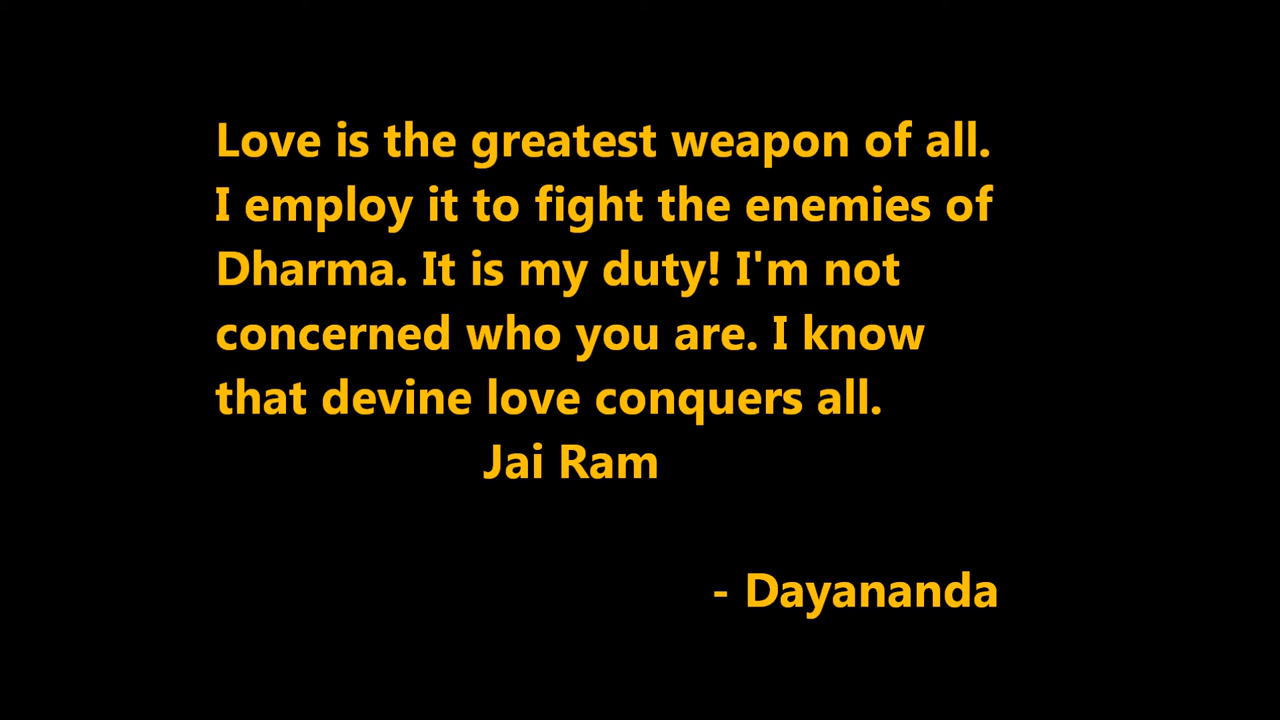 Love is the greatest weapon of all.
I employ it to fight the enemies of
Dharma. It is my duty! I'm not
concerned who you are. I know
that devine love conquers all.
Jai Ram
- Dayananda